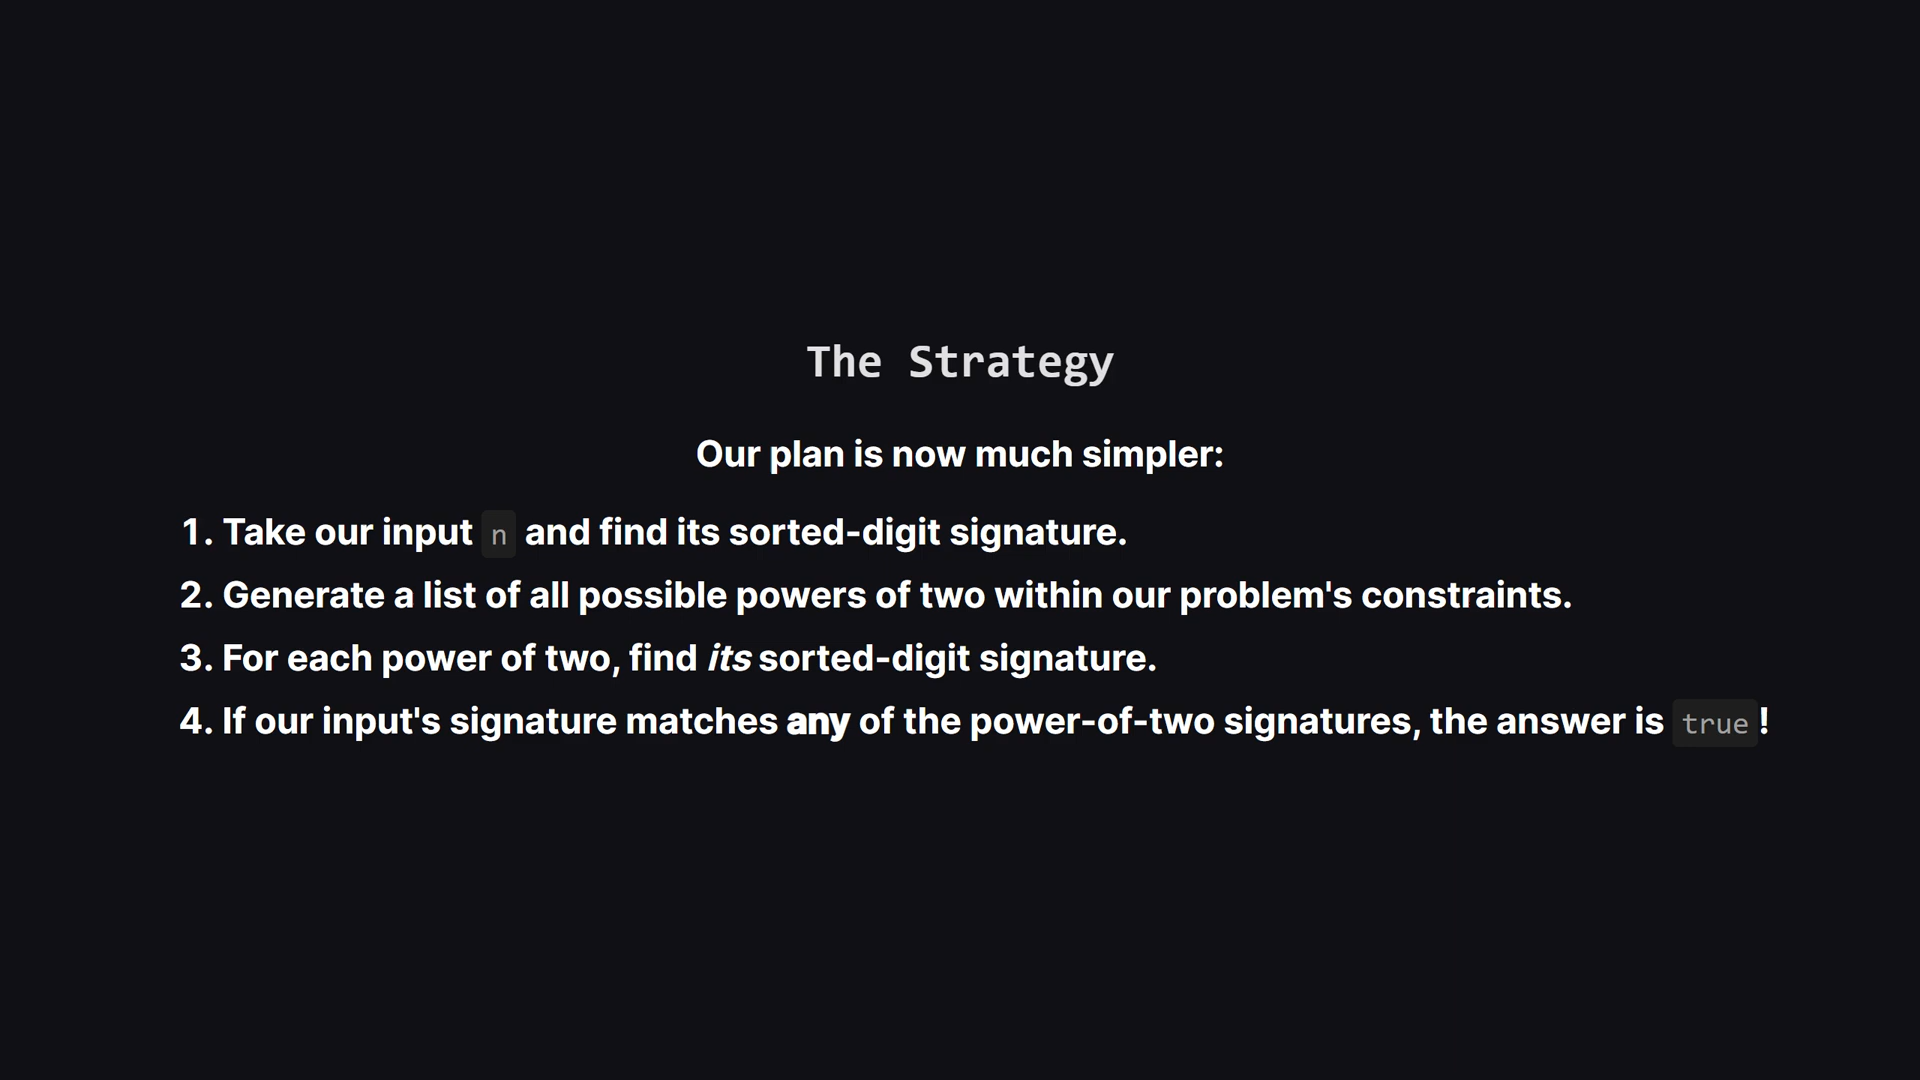 The Strategy
Our plan is now much simpler:
1. Take our input n and find its sorted-digit signature.
2. Generate a list of all possible powers of two within our problem's constraints.
3. For each power of two, find its sorted-digit signature.
4. If our input's signature matches any of the power-of-two signatures, the answer is true!